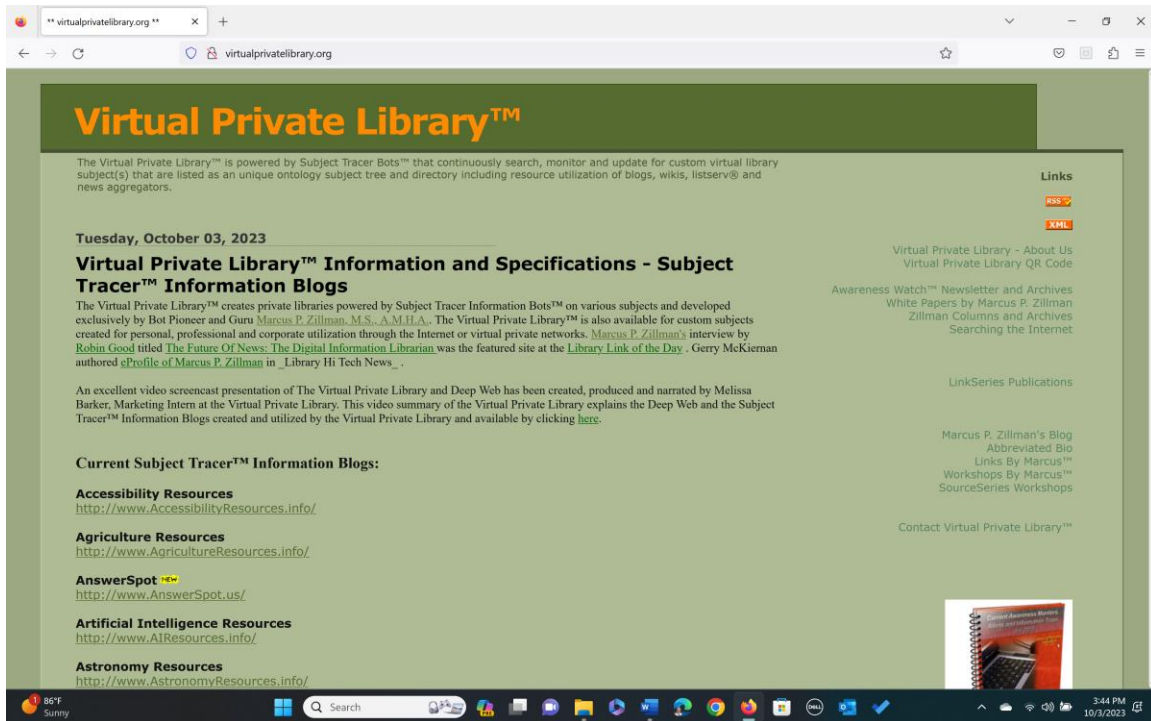 ** virtualprivatelibrary.org **
virtualprivatelibrary.org
Virtual Private Library™
The Virtual Private Library™ is powered by Subject Tracer Bots™ that continuously search, monitor and update for custom virtual library
subject(s) that are listed as an unique ontology subject tree and directory including resource utilization of blogs, wikis, listserv® and
news aggregators.
Tuesday, October 03, 2023
Virtual Private Library™ Information and Specifications - Subject
Tracer™ Information Blogs
The Virtual Private Library™ creates private libraries powered by Subject Tracer Information Bots™ on various subjects and developed
exclusively by Bot Pioneer and Guru Marcus P. Zillman, M.S., A.M.H.A.. The Virtual Private Library™ is also available for custom subjects
created for personal, professional and corporate utilization through the Internet or virtual private networks. Marcus P. Zillman's interview by
Robin Good titled The Future Of News: The Digital Information Librarian was the featured site at the Library Link of the Day . Gerry McKiernan
authored eProfile of Marcus P. Zillman in _Library Hi Tech News_ .
An excellent video screencast presentation of The Virtual Private Library and Deep Web has been created, produced and narrated by Melissa
Barker, Marketing Intern at the Virtual Private Library. This video summary of the Virtual Private Library explains the Deep Web and the Subject
Tracer™ Information Blogs created and utilized by the Virtual Private Library and available by clicking here.
Current Subject Tracer™ Information Blogs:
Accessibility Resources
http://www.AccessibilityResources.info/
Agriculture Resources
http://www.AgricultureResources.info/
AnswerSpot NEW
http://www.AnswerSpot.us/
Artificial Intelligence Resources
http://www.AIResources.info/
Astronomy Resources
http://www.AstronomyResources.info/
Links
RSS
XML
Virtual Private Library - About Us
Virtual Private Library QR Code
Awareness Watch™ Newsletter and Archives
White Papers by Marcus P. Zillman
Zillman Columns and Archives
Searching the Internet
LinkSeries Publications
Marcus P. Zillman's Blog
Abbreviated Bio
Links By Marcus™
Workshops By Marcus™
SourceSeries Workshops
Contact Virtual Private Library™
Current Awareness Monitors
1
86°F
Sunny
Search
DELL
3:44 PM
10/3/2023